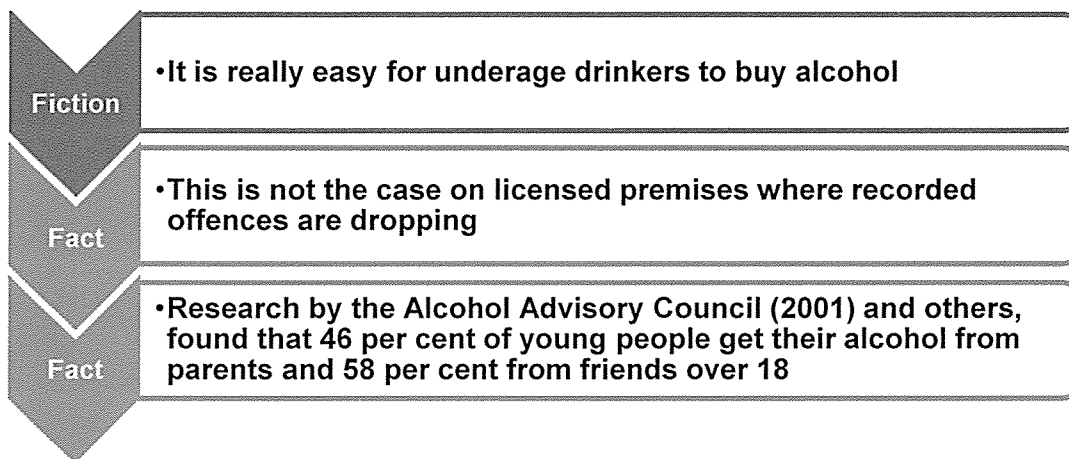 Fiction
•It is really easy for underage drinkers to buy alcohol
Fact
•This is not the case on licensed premises where recorded
offences are dropping
Fact
•Research by the Alcohol Advisory Council (2001) and others,
found that 46 per cent of young people get their alcohol from
parents and 58 per cent from friends over 18